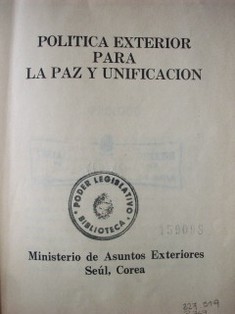 POLITICA EXTERIOR
PARA
LA PAZ Y UNIFICACION
PODER LEGISLATIVO
BIBLIOTECA
Ministerio de Asuntos Exteriores
Seúl, Corea